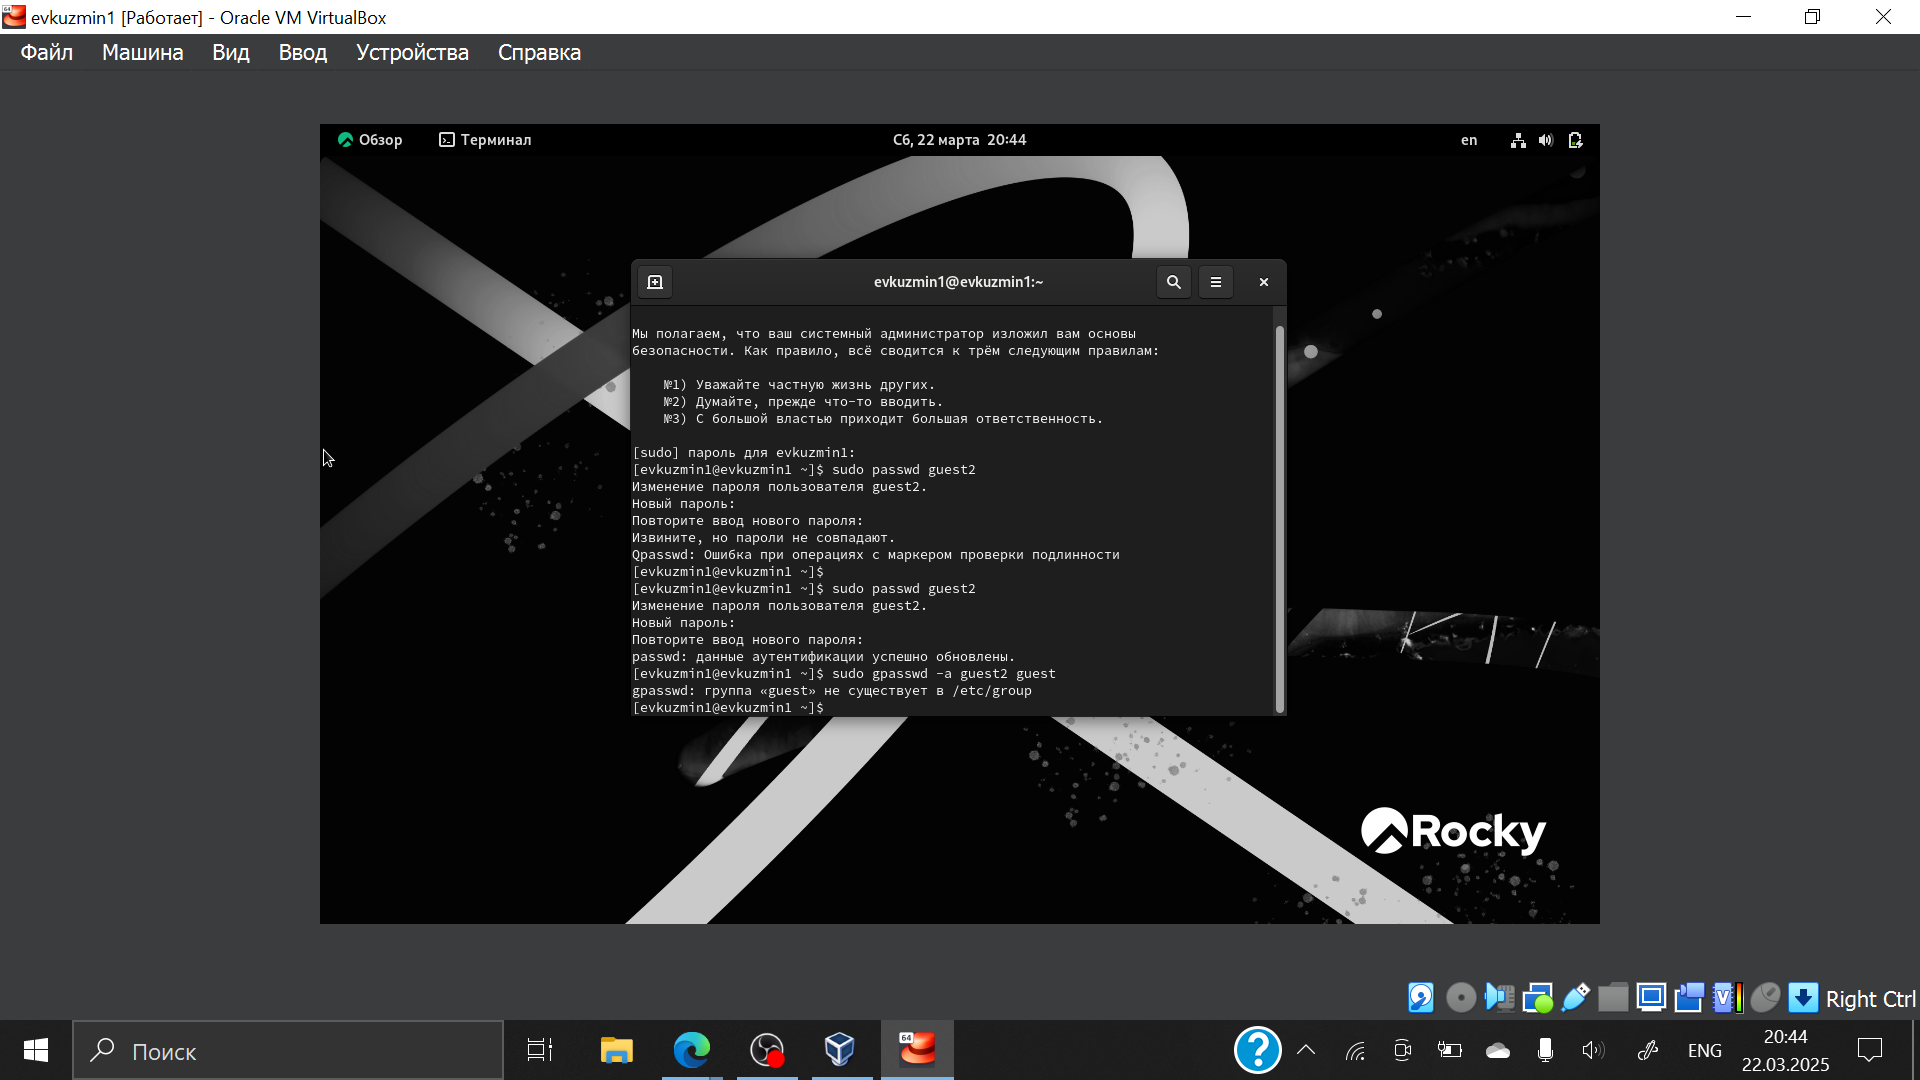 evkuzmin1 [Работает] - Oracle VM VirtualBox
Файл Машина Вид Ввод Устройства Справка
Обзор Терминал Сб, 22 марта 20:44 en
evkuzmin1@evkuzmin1:~
Мы полагаем, что ваш системный администратор изложил вам основы
безопасности. Как правило, всё сводится к трём следующим правилам:
№1) Уважайте частную жизнь других.
№2) Думайте, прежде что-то вводить.
№3) С большой властью приходит большая ответственность.
[sudo] пароль для evkuzmin1:
[evkuzmin1@evkuzmin1 ~]$ sudo passwd guest2
Изменение пароля пользователя guest2.
Новый пароль:
Повторите ввод нового пароля:
Извините, но пароли не совпадают.
Qpasswd: Ошибка при операциях с маркером проверки подлинности
[evkuzmin1@evkuzmin1 ~]$
[evkuzmin1@evkuzmin1 ~]$ sudo passwd guest2
Изменение пароля пользователя guest2.
Новый пароль:
Повторите ввод нового пароля:
passwd: данные аутентификации успешно обновлены.
[evkuzmin1@evkuzmin1 ~]$ sudo gpasswd -a guest2 guest
gpasswd: группа «guest» не существует в /etc/group
[evkuzmin1@evkuzmin1 ~]$
Rocky
Right Ctrl
Поиск
64
ENG
20:44
22.03.2025